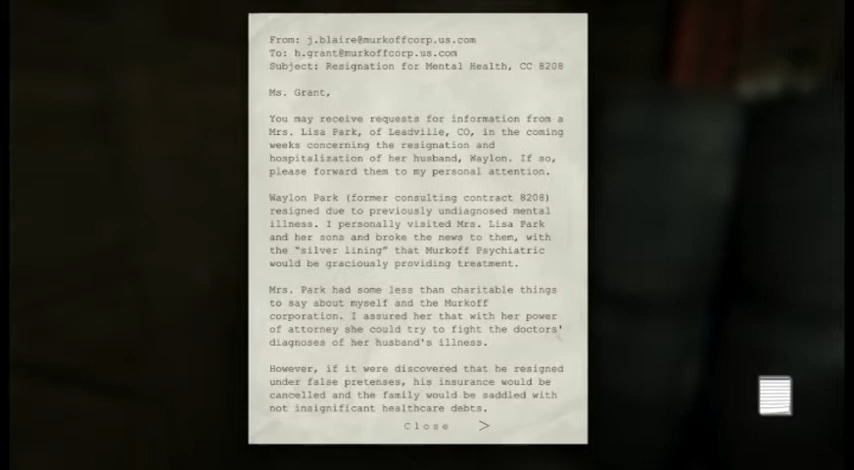 From: j.blaire@murkoffcorp.us.com
To: h.grant@murkoffcorp.us.com
Subject: Resignation for Mental Health, CC 8208
Ms. Grant,
You may receive requests for information from a
Mrs. Lisa Park, of Leadville, CO, in the coming
weeks concerning the resignation and
hospitalization of her husband, Waylon. If so,
please forward them to my personal attention.
Waylon Park (former consulting contract 8208)
resigned due to previously undiagnosed mental
illness. I personally visited Mrs. Lisa Park
and her sons and broke the news to them, with
the "silver lining" that Murkoff Psychiatric
would be graciously providing treatment.
Mrs. Park had some less than charitable things
to say about myself and the Murkoff
corporation. I assured her that with her power
of attorney she could try to fight the doctors'
diagnoses of her husband's illness.
However, if it were discovered that he resigned
under false pretenses, his insurance would be
cancelled and the family would be saddled with
not insignificant healthcare debts.
Close >